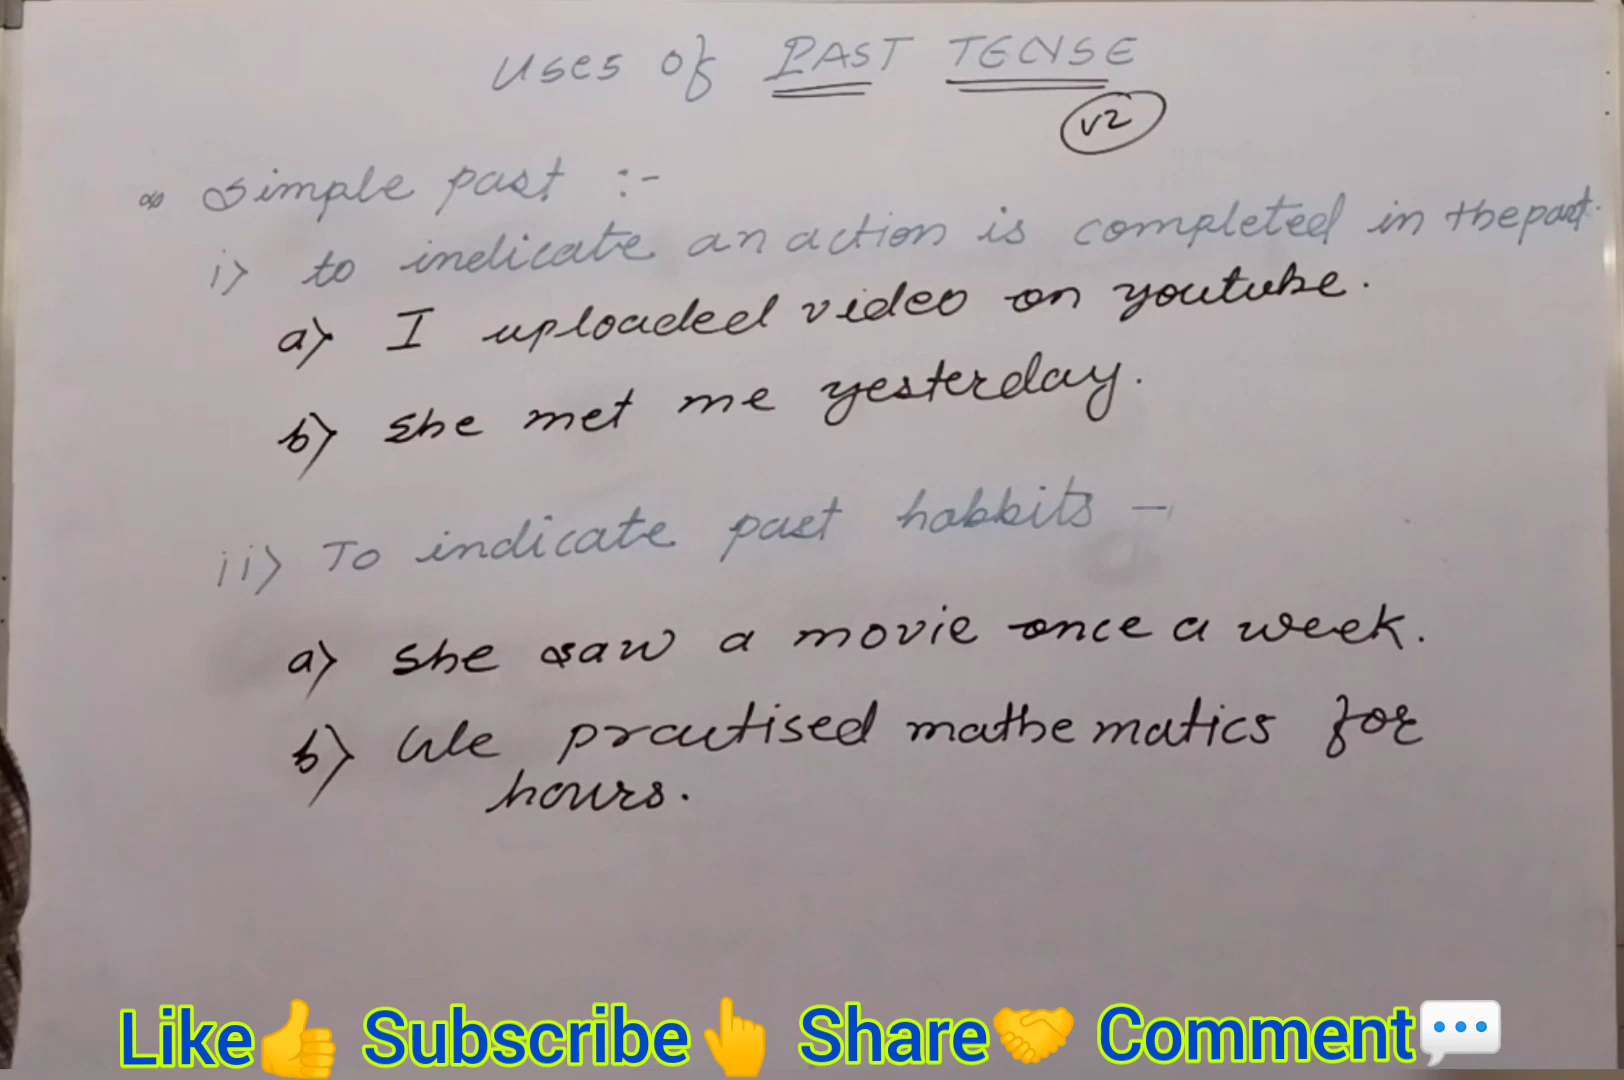 Uses of PAST TENSE
V2
Simple past :-
i) to indicate an action is completed in the past.
a) I uploaded video on youtube.
b) She met me yesterday.
ii) To indicate past habbits -
a) She saw a movie once a week.
b) We practised mathematics for
hours.
Like👍 Subscribe👆 Share🤝 Comment💬